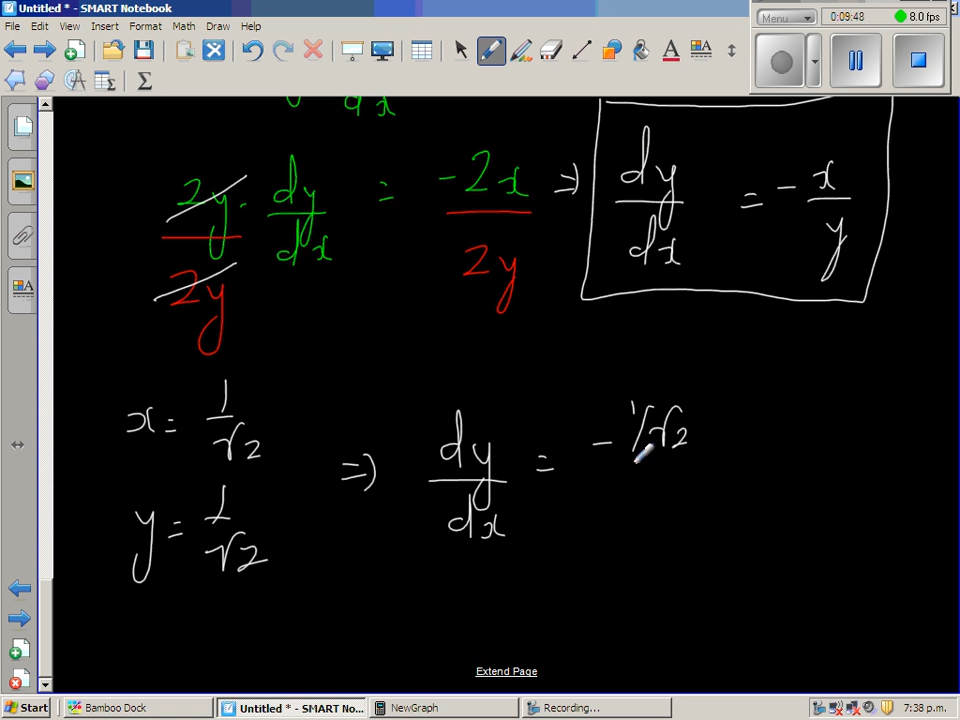 Untitled * - SMART Notebook
File Edit View Insert Format Math Draw Help
Menu 0:09:48 8.0 fps
dx
2y · dy/dx = -2x ⇒ dy/dx = - x/y
2y 2y
x = 1/√2 ⇒ dy/dx = - 1/√2
y = 1/√2
Extend Page
Start Bamboo Dock Untitled * - SMART No... NewGraph Recording... 7:38 p.m.